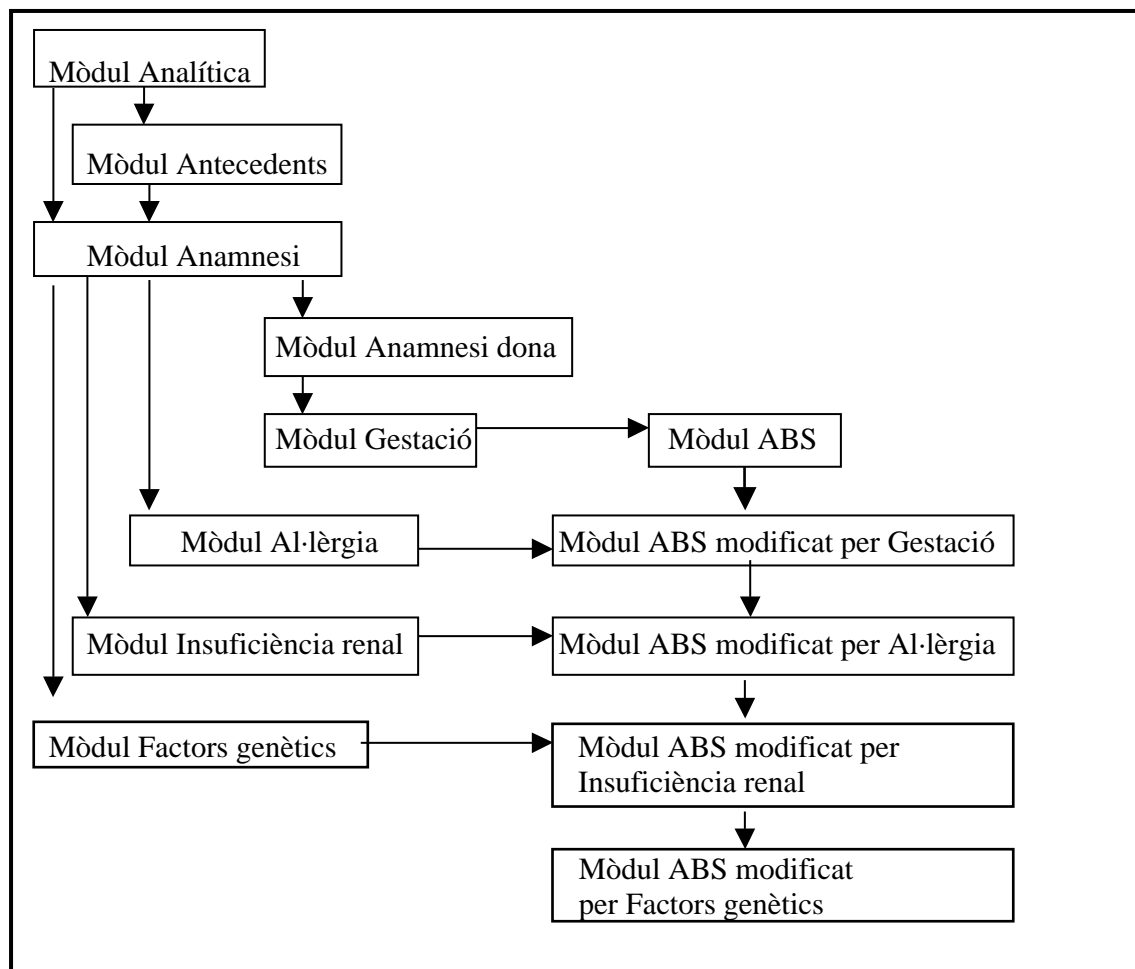 Mòdul Analítica
Mòdul Antecedents
Mòdul Anamnesi
Mòdul Anamnesi dona
Mòdul Gestació
Mòdul ABS
Mòdul Al·lèrgia
Mòdul ABS modificat per Gestació
Mòdul Insuficiència renal
Mòdul ABS modificat per Al·lèrgia
Mòdul Factors genètics
Mòdul ABS modificat per
Insuficiència renal
Mòdul ABS modificat
per Factors genètics